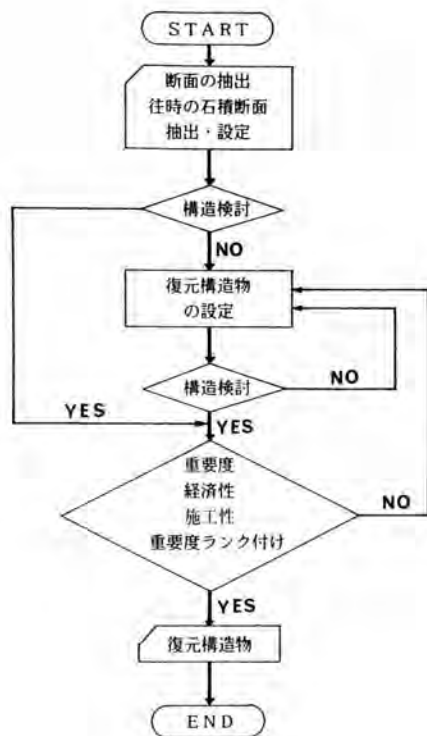 START
断面の抽出
往時の石積断面
抽出・設定
構造検討
NO
復元構造物
の設定
構造検討
NO
YES
YES
重要度
経済性
施工性
重要度ランク付け
NO
YES
復元構造物
END